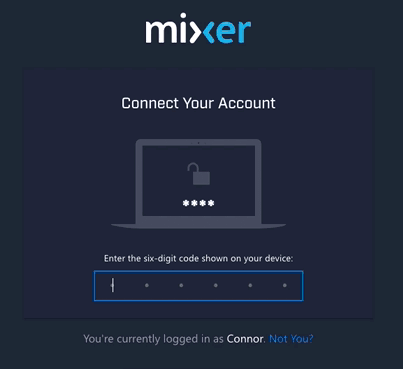 mixer
Connect Your Account
****
Enter the six-digit code shown on your device:
You're currently logged in as Connor. Not You?